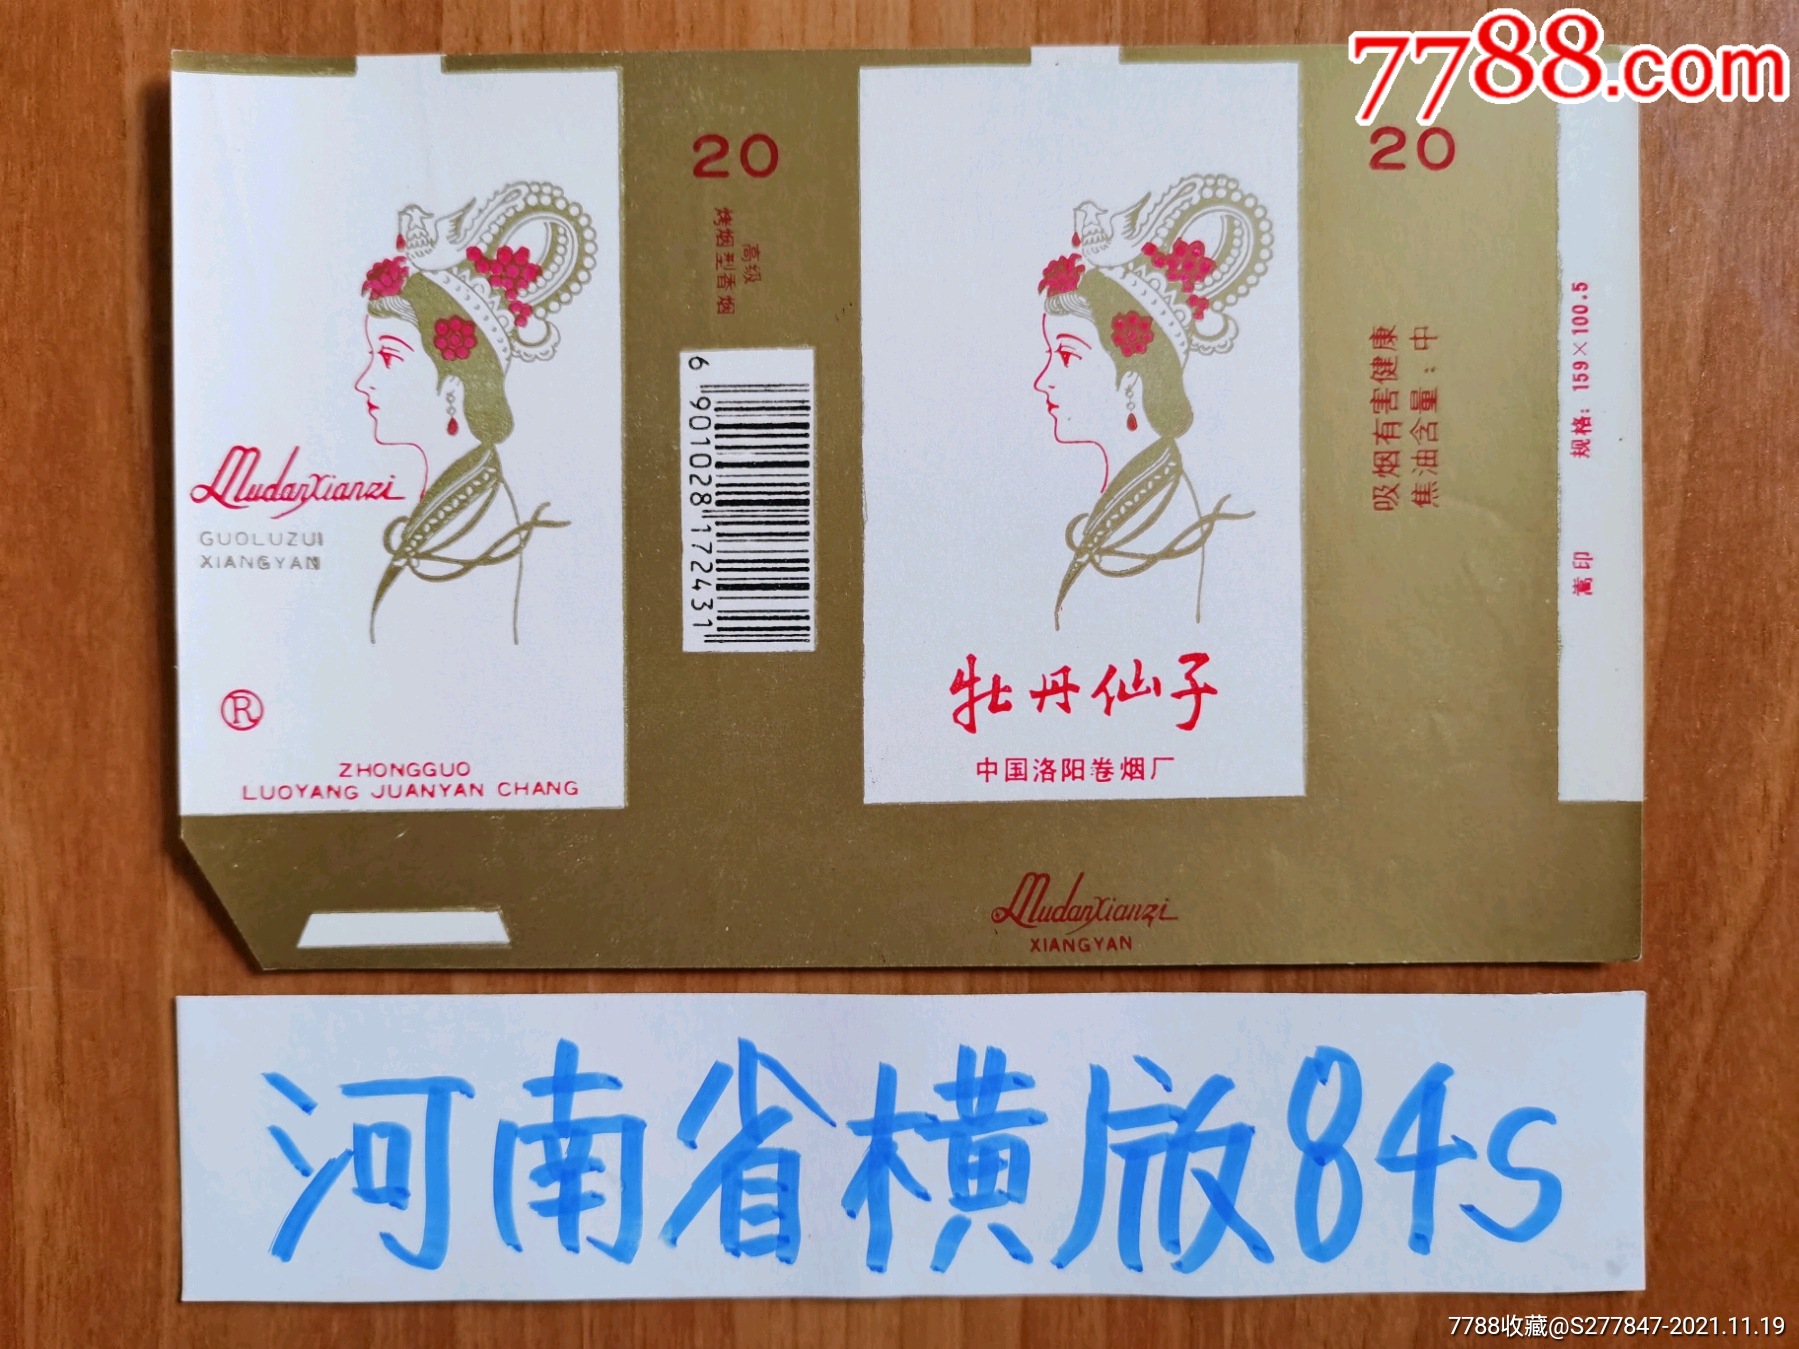 7788.com
20
20
高级
烤烟型香烟
6 901028 172431
吸烟有害健康
焦油含量：中
规格：159×100.5
嵩印
MudanXianzi
GUOLUZUI
XIANGYAN
R
ZHONGGUO
LUOYANG JUANYAN CHANG
牡丹仙子
中国洛阳卷烟厂
MudanXianzi
XIANGYAN
河南省横版84s
7788收藏@S277847-2021.11.19